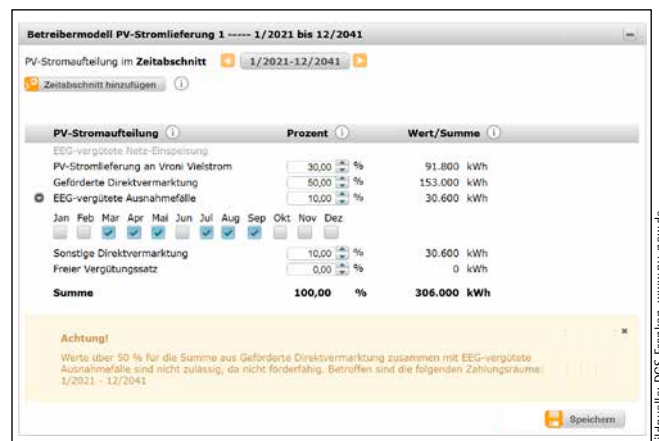 Betreibermodell PV-Stromlieferung 1 ----- 1/2021 bis 12/2041
PV-Stromaufteilung im Zeitabschnitt 1/2021-12/2041
Zeitabschnitt hinzufügen
PV-Stromaufteilung Prozent Wert/Summe
EEG-vergütete Netz-Einspeisung
PV-Stromlieferung an Vroni Vielstrom 30,00 % 91.800 kWh
Geförderte Direktvermarktung 50,00 % 153.000 kWh
EEG-vergütete Ausnahmefälle 10,00 % 30.600 kWh
Jan Feb Mar Apr Mai Jun Jul Aug Sep Okt Nov Dez
Sonstige Direktvermarktung 10,00 % 30.600 kWh
Freier Vergütungssatz 0,00 % 0 kWh
Summe 100,00 % 306.000 kWh
Achtung!
Werte über 50 % für die Summe aus Geförderte Direktvermarktung zusammen mit EEG-vergütete
Ausnahmefälle sind nicht zulässig, da nicht förderfähig. Betroffen sind die folgenden Zahlungsräume:
1/2021 - 12/2041
Speichern